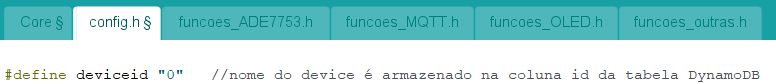 Core § config.h § funcoes_ADE7753.h funcoes_MQTT.h funcoes_OLED.h funcoes_outras.h
#define deviceid "0" //nome do device é armazenado na coluna id da tabela DynamoDB